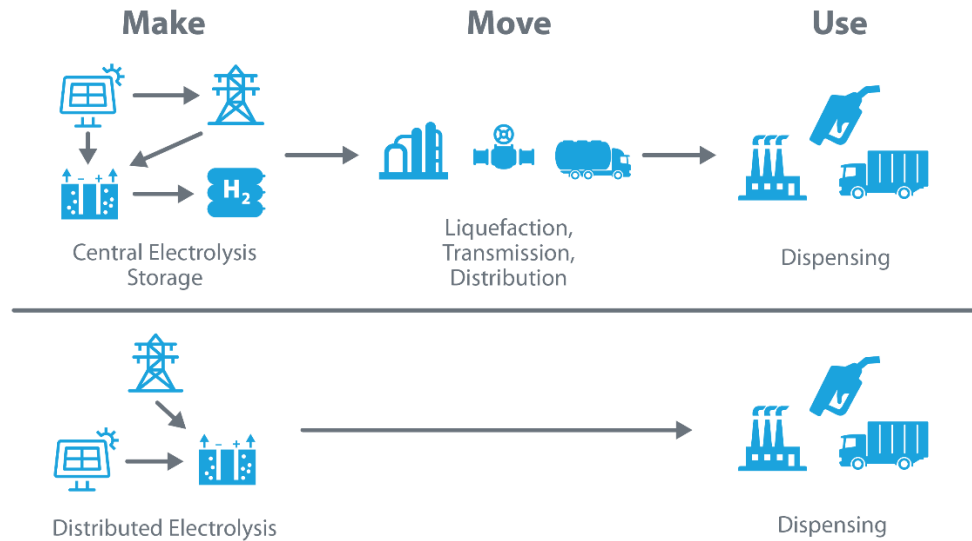 Make
Move
Use
- +
H2
Central Electrolysis
Storage
Liquefaction,
Transmission,
Distribution
Dispensing
- +
Distributed Electrolysis
Dispensing